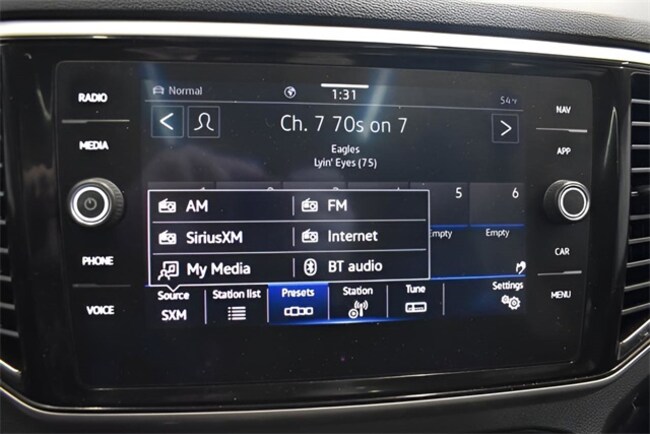 RADIO
MEDIA
PHONE
VOICE
Normal
1:31
54°F
Ch. 7 70s on 7
Eagles
Lyin' Eyes (75)
5
6
Empty
Empty
AM
FM
SiriusXM
Internet
My Media
BT audio
Source
SXM
Station list
Presets
Station
Tune
Settings
NAV
APP
CAR
MENU